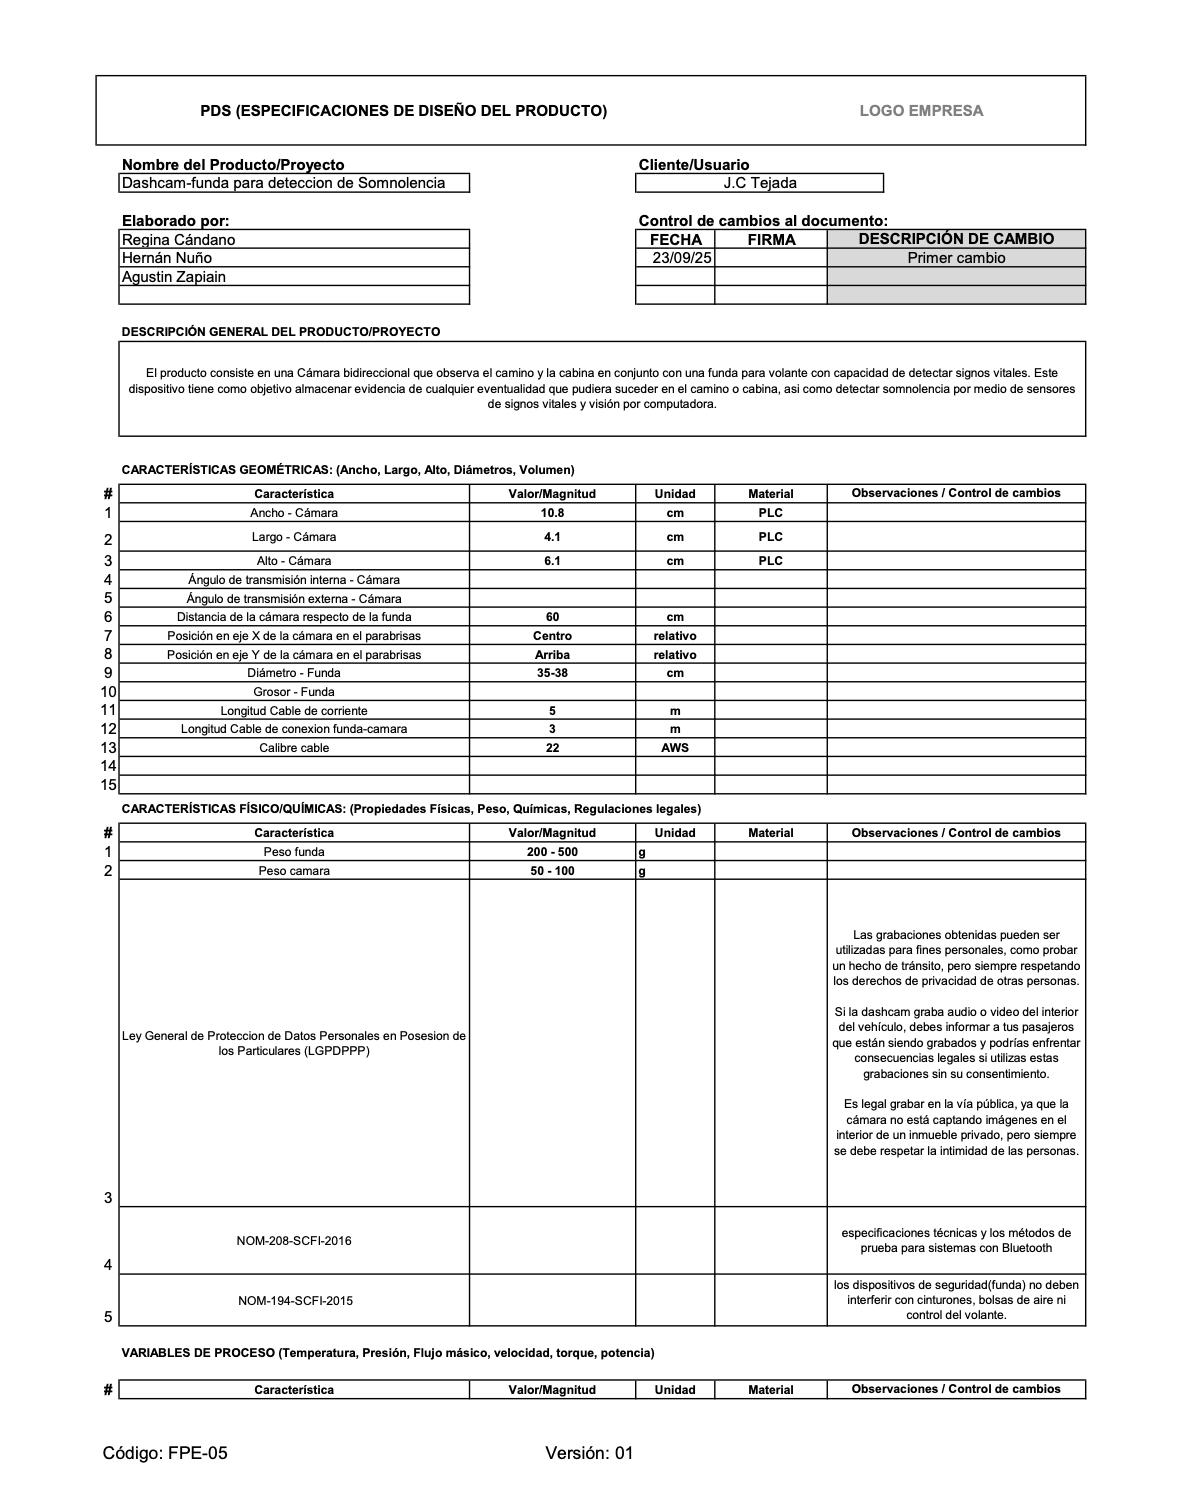 PDS (ESPECIFICACIONES DE DISEÑO DEL PRODUCTO) LOGO EMPRESA
Nombre del Producto/Proyecto Cliente/Usuario
Dashcam-funda para deteccion de Somnolencia J.C Tejada
Elaborado por: Control de cambios al documento:
Regina Cándano FECHA FIRMA DESCRIPCIÓN DE CAMBIO
Hernán Nuño 23/09/25 Primer cambio
Agustin Zapiain
DESCRIPCIÓN GENERAL DEL PRODUCTO/PROYECTO
El producto consiste en una Cámara bidireccional que observa el camino y la cabina en conjunto con una funda para volante con capacidad de detectar signos vitales. Este
dispositivo tiene como objetivo almacenar evidencia de cualquier eventualidad que pudiera suceder en el camino o cabina, asi como detectar somnolencia por medio de sensores
de signos vitales y visión por computadora.
CARACTERÍSTICAS GEOMÉTRICAS: (Ancho, Largo, Alto, Diámetros, Volumen)
# Característica Valor/Magnitud Unidad Material Observaciones / Control de cambios
1 Ancho - Cámara 10.8 cm PLC
2 Largo - Cámara 4.1 cm PLC
3 Alto - Cámara 6.1 cm PLC
4 Ángulo de transmisión interna - Cámara
5 Ángulo de transmisión externa - Cámara
6 Distancia de la cámara respecto de la funda 60 cm
7 Posición en eje X de la cámara en el parabrisas Centro relativo
8 Posición en eje Y de la cámara en el parabrisas Arriba relativo
9 Diámetro - Funda 35-38 cm
10 Grosor - Funda
11 Longitud Cable de corriente 5 m
12 Longitud Cable de conexion funda-camara 3 m
13 Calibre cable 22 AWS
14
15
CARACTERÍSTICAS FÍSICO/QUÍMICAS: (Propiedades Físicas, Peso, Químicas, Regulaciones legales)
# Característica Valor/Magnitud Unidad Material Observaciones / Control de cambios
1 Peso funda 200 - 500 g
2 Peso camara 50 - 100 g
3 Ley General de Proteccion de Datos Personales en Posesion de
los Particulares (LGPDPPP)
Las grabaciones obtenidas pueden ser
utilizadas para fines personales, como probar
un hecho de tránsito, pero siempre respetando
los derechos de privacidad de otras personas.
Si la dashcam graba audio o video del interior
del vehículo, debes informar a tus pasajeros
que están siendo grabados y podrías enfrentar
consecuencias legales si utilizas estas
grabaciones sin su consentimiento.
Es legal grabar en la vía pública, ya que la
cámara no está captando imágenes en el
interior de un inmueble privado, pero siempre
se debe respetar la intimidad de las personas.
4 NOM-208-SCFI-2016
especificaciones técnicas y los métodos de
prueba para sistemas con Bluetooth
5 NOM-194-SCFI-2015
los dispositivos de seguridad(funda) no deben
interferir con cinturones, bolsas de aire ni
control del volante.
VARIABLES DE PROCESO (Temperatura, Presión, Flujo másico, velocidad, torque, potencia)
# Característica Valor/Magnitud Unidad Material Observaciones / Control de cambios
Código: FPE-05 Versión: 01